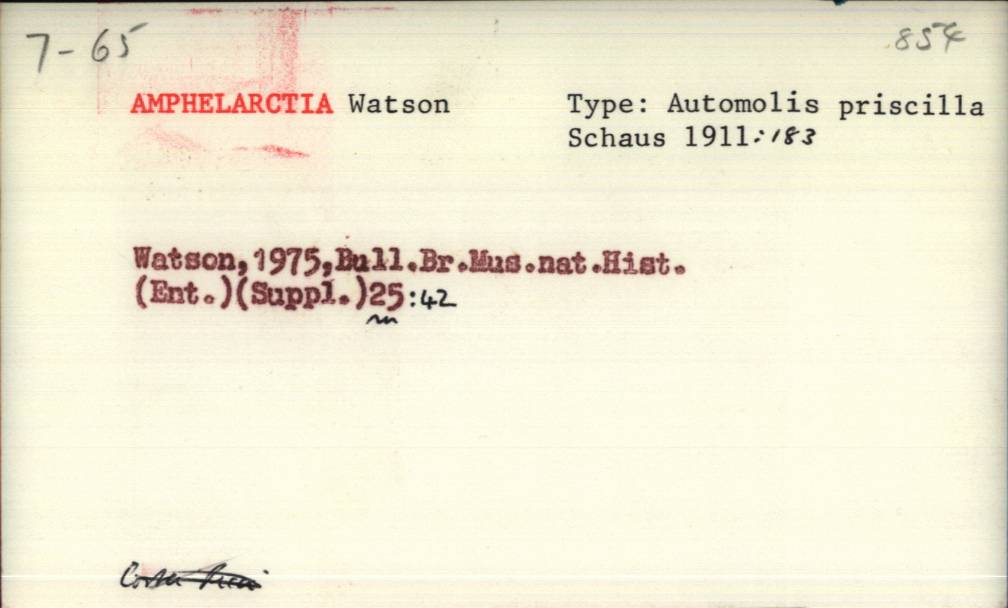 7-65
854
AMPHELARCTIA Watson
Type: Automolis priscilla
Schaus 1911:183
Watson,1975,Bull.Br.Mus.nat.Hist.
(Ent.)(Suppl.)25:42